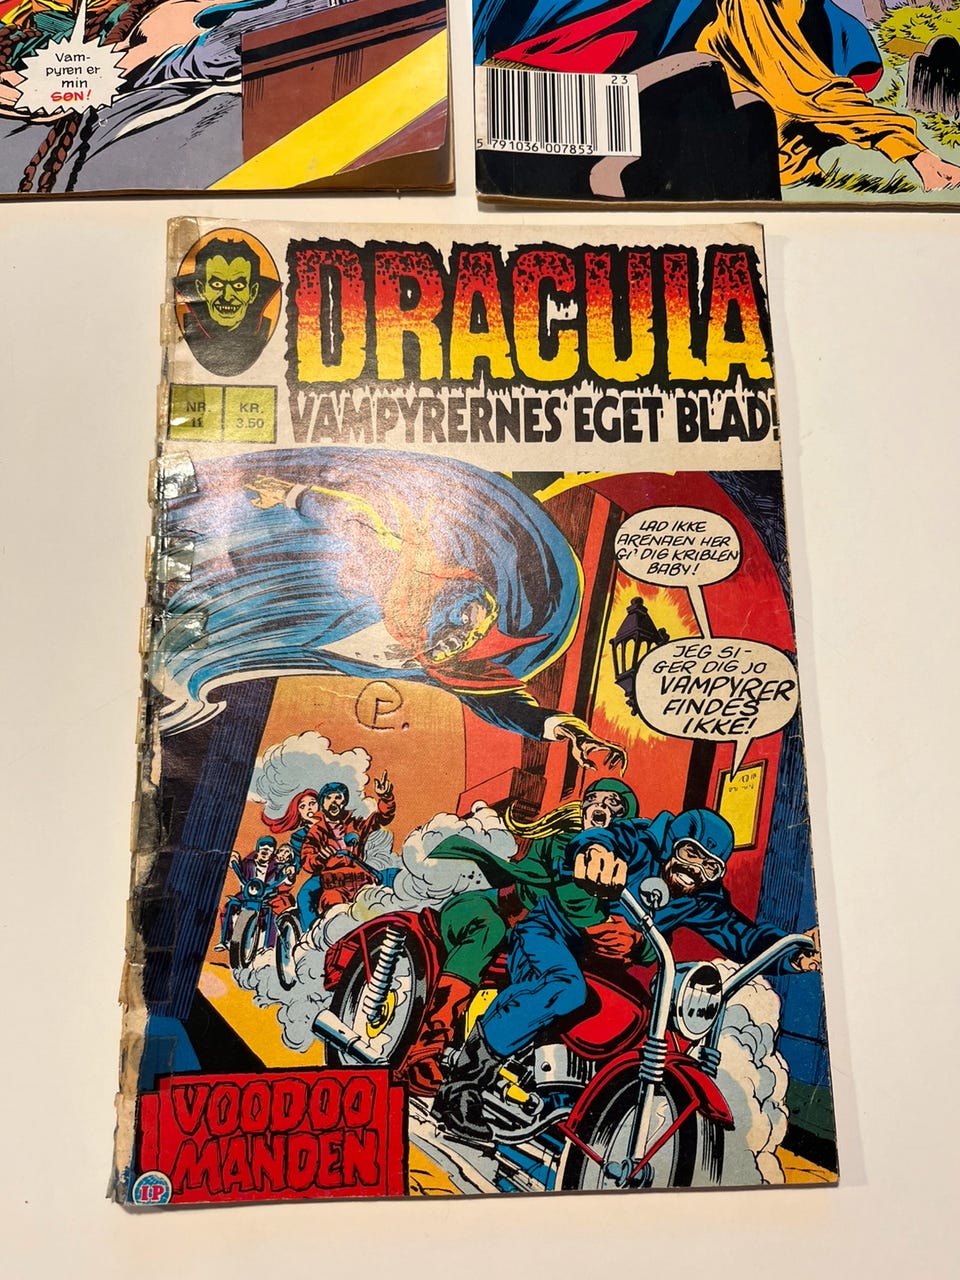 Vam-
pyren er
min
SØN!
23
5 791036 007853
DRACULA
VAMPYRERNES EGET BLAD!
NR.
11
KR.
3.50
LAD IKKE
ARENAEN HER
GI' DIG KRIBLEN
BABY!
JEG SI-
GER DIG JO
VAMPYRER
FINDES
IKKE!
P.
VOODOO
MANDEN
IP